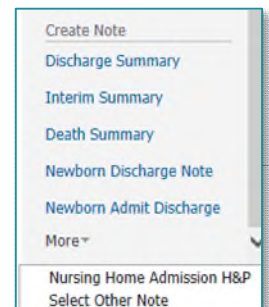 Create Note
Discharge Summary
Interim Summary
Death Summary
Newborn Discharge Note
Newborn Admit Discharge
More
Nursing Home Admission H&P
Select Other Note